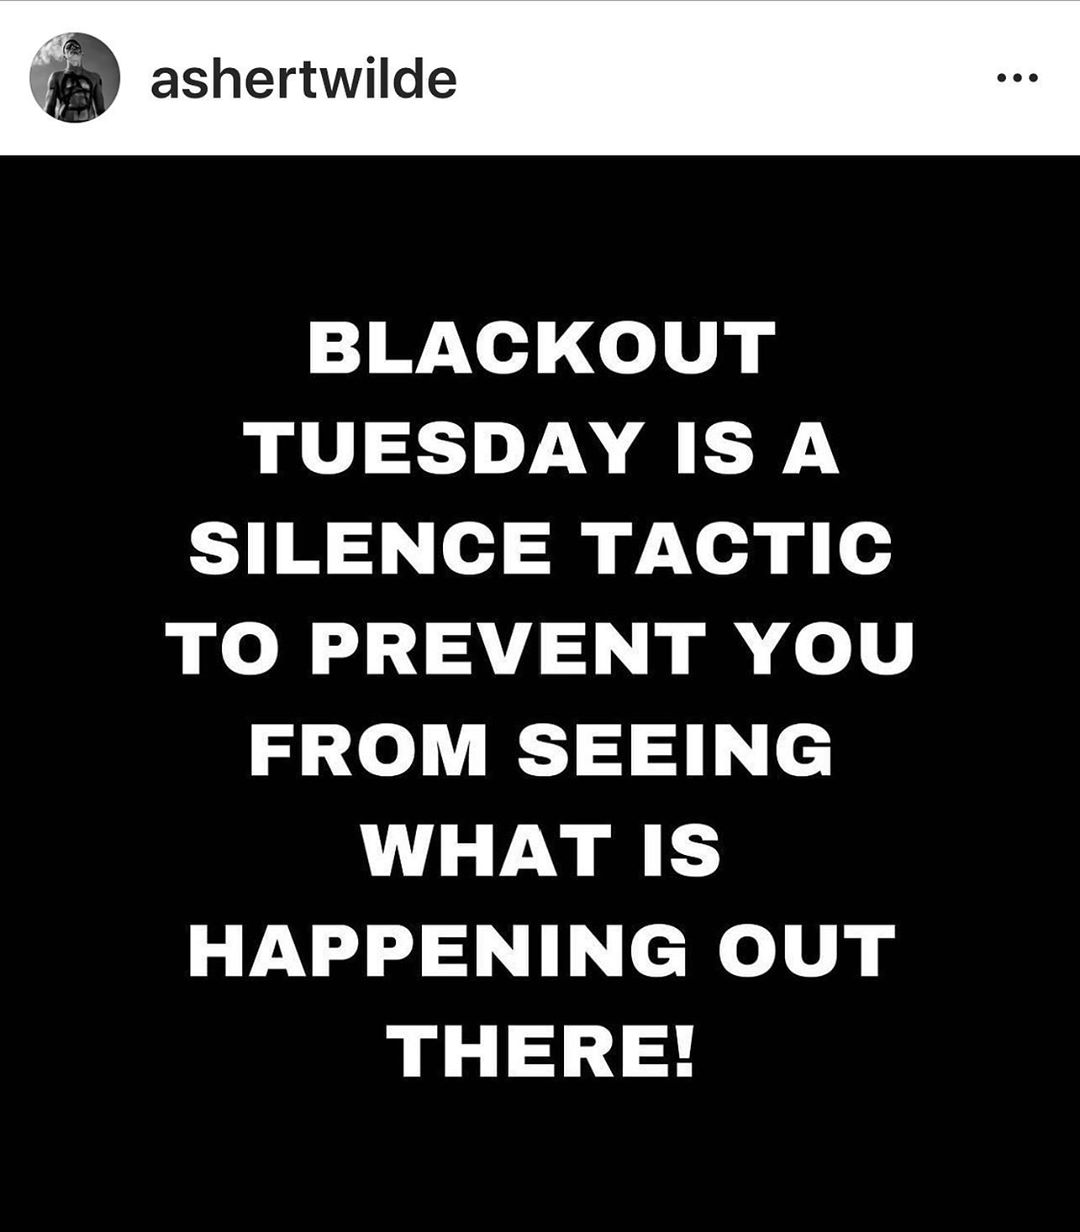 ashertwilde
BLACKOUT
TUESDAY IS A
SILENCE TACTIC
TO PREVENT YOU
FROM SEEING
WHAT IS
HAPPENING OUT
THERE!